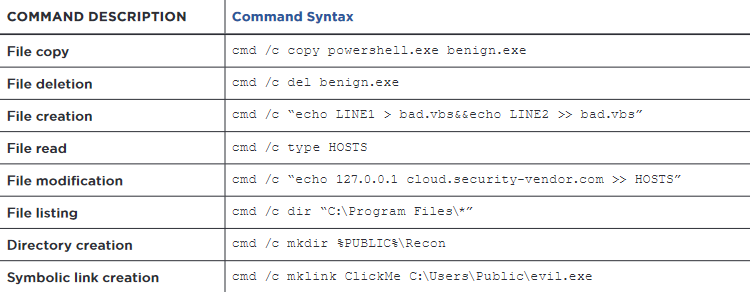 COMMAND DESCRIPTION Command Syntax
File copy cmd /c copy powershell.exe benign.exe
File deletion cmd /c del benign.exe
File creation cmd /c “echo LINE1 > bad.vbs&&echo LINE2 >> bad.vbs”
File read cmd /c type HOSTS
File modification cmd /c “echo 127.0.0.1 cloud.security-vendor.com >> HOSTS”
File listing cmd /c dir “C:\Program Files\*”
Directory creation cmd /c mkdir %PUBLIC%\Recon
Symbolic link creation cmd /c mklink ClickMe C:\Users\Public\evil.exe